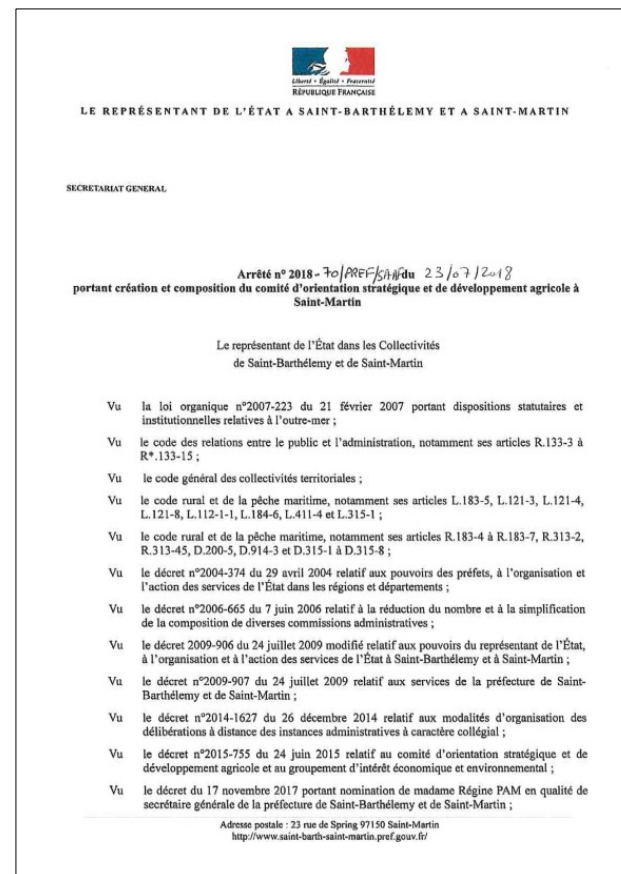 Liberté • Égalité • Fraternité
RÉPUBLIQUE FRANÇAISE
LE REPRÉSENTANT DE L'ÉTAT A SAINT-BARTHÉLEMY ET A SAINT-MARTIN
SECRETARIAT GENERAL
Arrêté n° 2018 - 70/PREF/SAAF du 23/07/2018
portant création et composition du comité d'orientation stratégique et de développement agricole à
Saint-Martin
Le représentant de l'État dans les Collectivités
de Saint-Barthélemy et de Saint-Martin
Vu la loi organique n°2007-223 du 21 février 2007 portant dispositions statutaires et
institutionnelles relatives à l'outre-mer ;
Vu le code des relations entre le public et l'administration, notamment ses articles R.133-3 à
R*.133-15 ;
Vu le code général des collectivités territoriales ;
Vu le code rural et de la pêche maritime, notamment ses articles L.183-5, L.121-3, L.121-4,
L.121-8, L.112-1-1, L.184-6, L.411-4 et L.315-1 ;
Vu le code rural et de la pêche maritime, notamment ses articles R.183-4 à R.183-7, R.313-2,
R.313-45, D.200-5, D.914-3 et D.315-1 à D.315-8 ;
Vu le décret n°2004-374 du 29 avril 2004 relatif aux pouvoirs des préfets, à l'organisation et
l'action des services de l'État dans les régions et départements ;
Vu le décret n°2006-665 du 7 juin 2006 relatif à la réduction du nombre et à la simplification
de la composition de diverses commissions administratives ;
Vu le décret 2009-906 du 24 juillet 2009 modifié relatif aux pouvoirs du représentant de l'État,
à l'organisation et à l'action des services de l'État à Saint-Barthélemy et à Saint-Martin ;
Vu le décret n°2009-907 du 24 juillet 2009 relatif aux services de la préfecture de Saint-
Barthélemy et de Saint-Martin ;
Vu le décret n°2014-1627 du 26 décembre 2014 relatif aux modalités d'organisation des
délibérations à distance des instances administratives à caractère collégial ;
Vu le décret n°2015-755 du 24 juin 2015 relatif au comité d'orientation stratégique et de
développement agricole et au groupement d'intérêt économique et environnemental ;
Vu le décret du 17 novembre 2017 portant nomination de madame Régine PAM en qualité de
secrétaire générale de la préfecture de Saint-Barthélemy et de Saint-Martin ;
Adresse postale : 23 rue de Spring 97150 Saint-Martin
http://www.saint-barth-saint-martin.pref.gouv.fr/